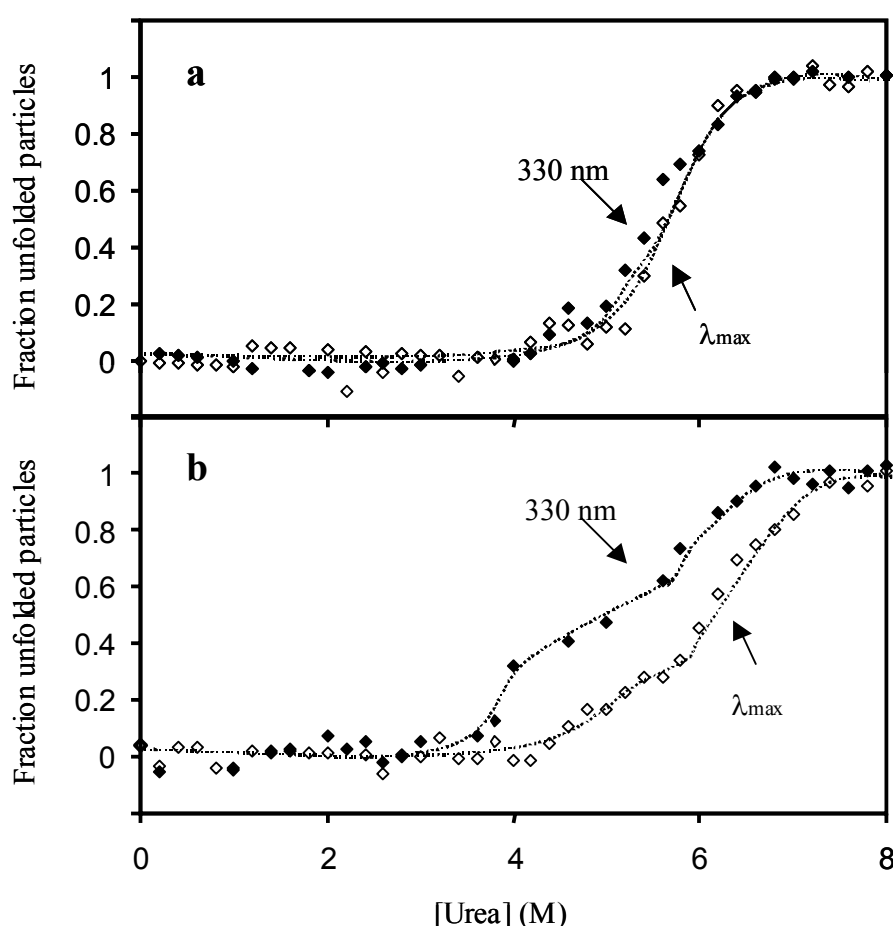 a
Fraction unfolded particles
1
0.8
0.6
0.4
0.2
0
330 nm
λmax
b
Fraction unfolded particles
1
0.8
0.6
0.4
0.2
0
330 nm
λmax
0 2 4 6 8
[Urea] (M)